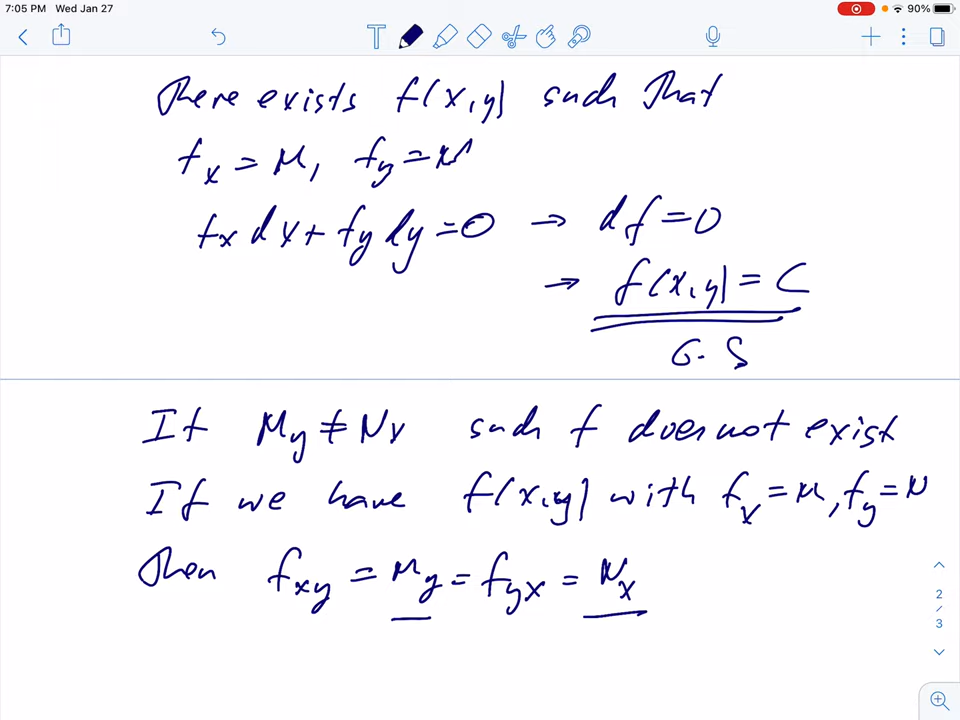 7:05 PM Wed Jan 27
90%
There exists f(x,y) such that
f_x = M, f_y = N
f_x dx + f_y dy = 0 → df = 0
→ f(x,y) = C
G.S
If M_y ≠ N_x such f does not exist
If we have f(x,y) with f_x = M, f_y = N
Then f_xy = M_y = f_yx = N_x
2
/
3